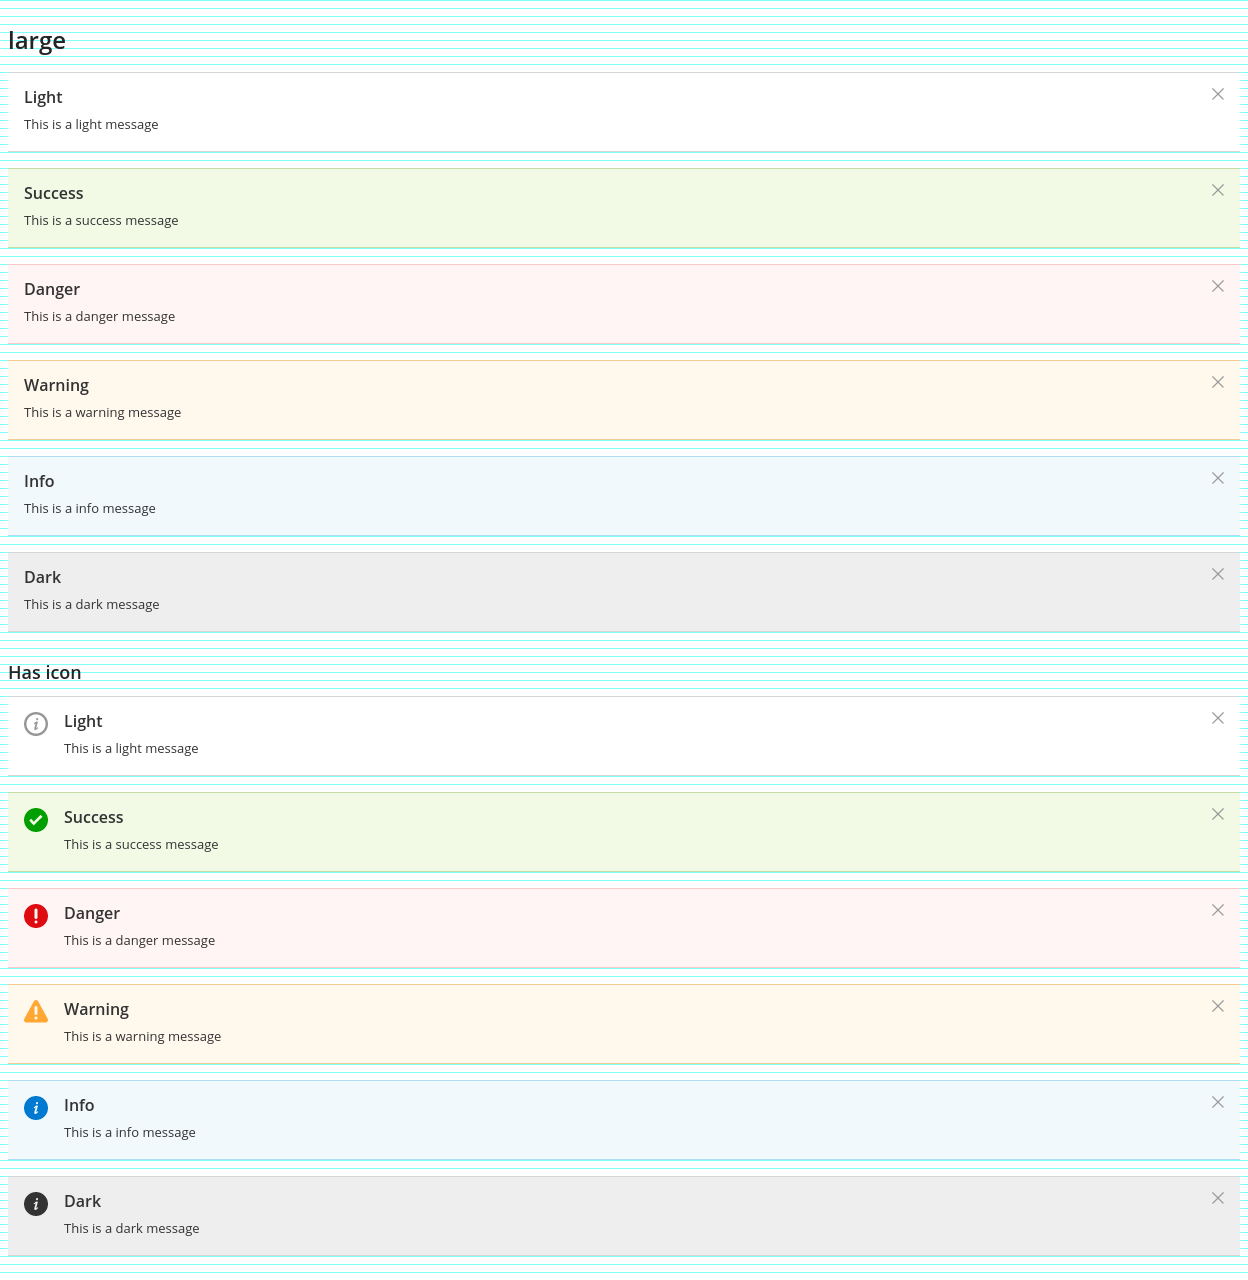 large
Light
This is a light message
Success
This is a success message
Danger
This is a danger message
Warning
This is a warning message
Info
This is a info message
Dark
This is a dark message
Has icon
Light
This is a light message
Success
This is a success message
Danger
This is a danger message
Warning
This is a warning message
Info
This is a info message
Dark
This is a dark message